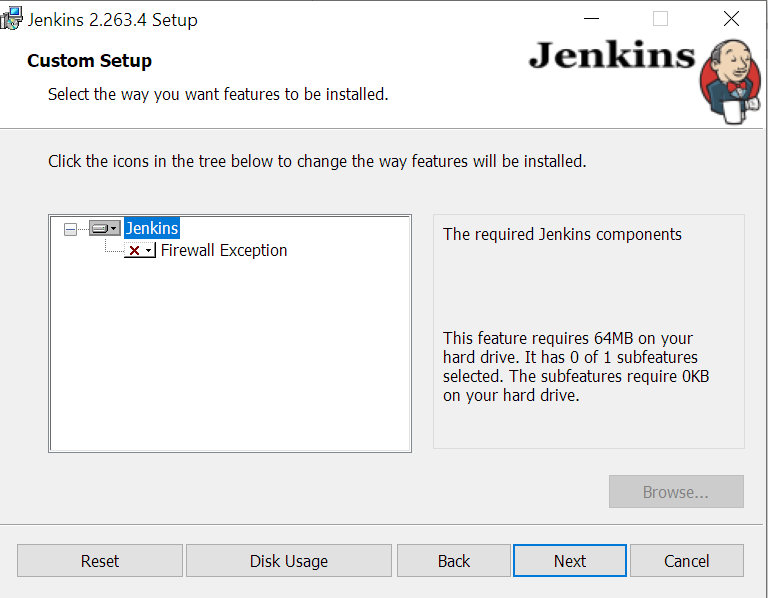 Jenkins 2.263.4 Setup
Custom Setup
Jenkins
Select the way you want features to be installed.
Click the icons in the tree below to change the way features will be installed.
Jenkins
Firewall Exception
The required Jenkins components
This feature requires 64MB on your
hard drive. It has 0 of 1 subfeatures
selected. The subfeatures require 0KB
on your hard drive.
Browse...
Reset
Disk Usage
Back
Next
Cancel